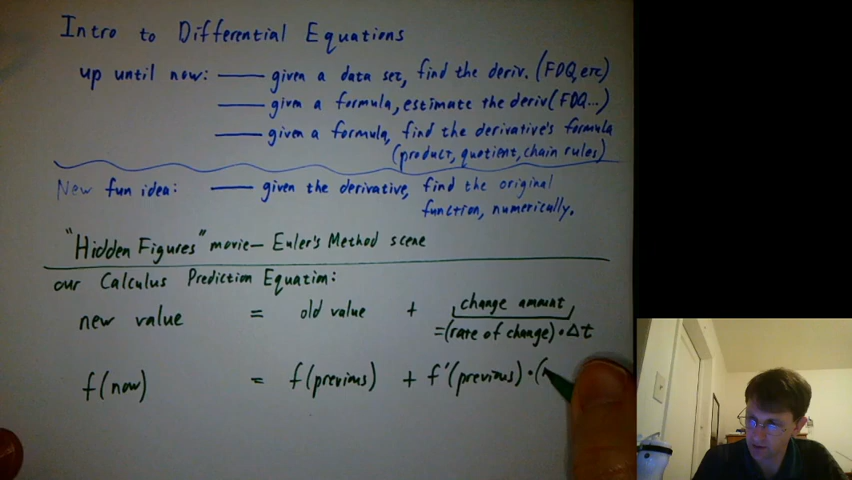 Intro to Differential Equations
up until now: — given a data set, find the deriv. (FDQ, etc)
— given a formula, estimate the deriv (FDQ...)
— given a formula, find the derivative's formula
(product, quotient, chain rules)
New fun idea: — given the derivative, find the original
function, numerically.
"Hidden Figures" movie — Euler's Method scene
our Calculus Prediction Equation:
new value = old value + change amount
=(rate of change)·Δt
f(now) = f(previous) + f'(previous)·(